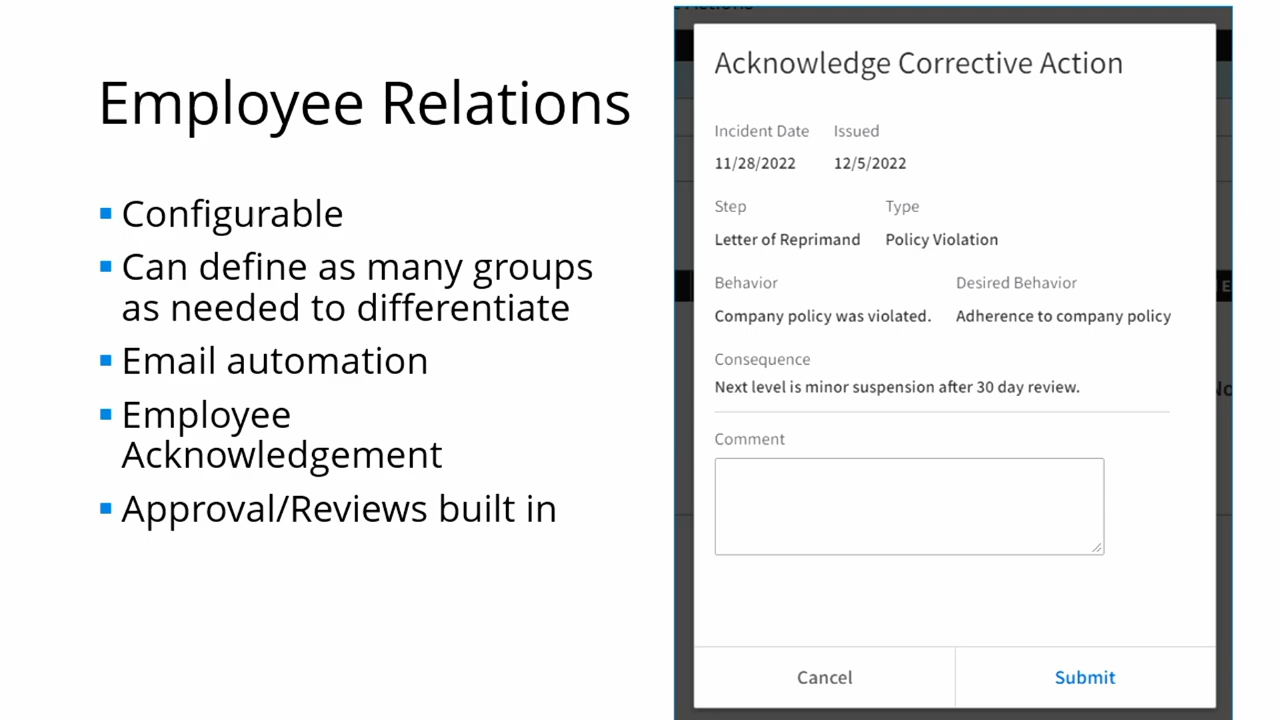 Employee Relations
Configurable
Can define as many groups
as needed to differentiate
Email automation
Employee
Acknowledgement
Approval/Reviews built in
Acknowledge Corrective Action
Incident Date Issued
11/28/2022 12/5/2022
Step Type
Letter of Reprimand Policy Violation
Behavior Desired Behavior
Company policy was violated. Adherence to company policy
Consequence
Next level is minor suspension after 30 day review.
Comment
Cancel Submit